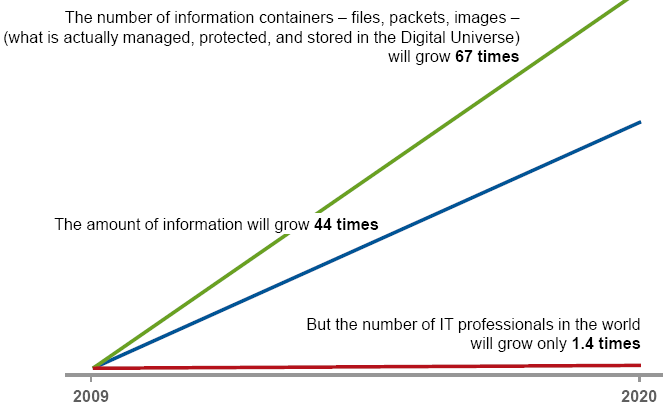 The number of information containers – files, packets, images –
(what is actually managed, protected, and stored in the Digital Universe)
will grow 67 times
The amount of information will grow 44 times
But the number of IT professionals in the world
will grow only 1.4 times
2009
2020